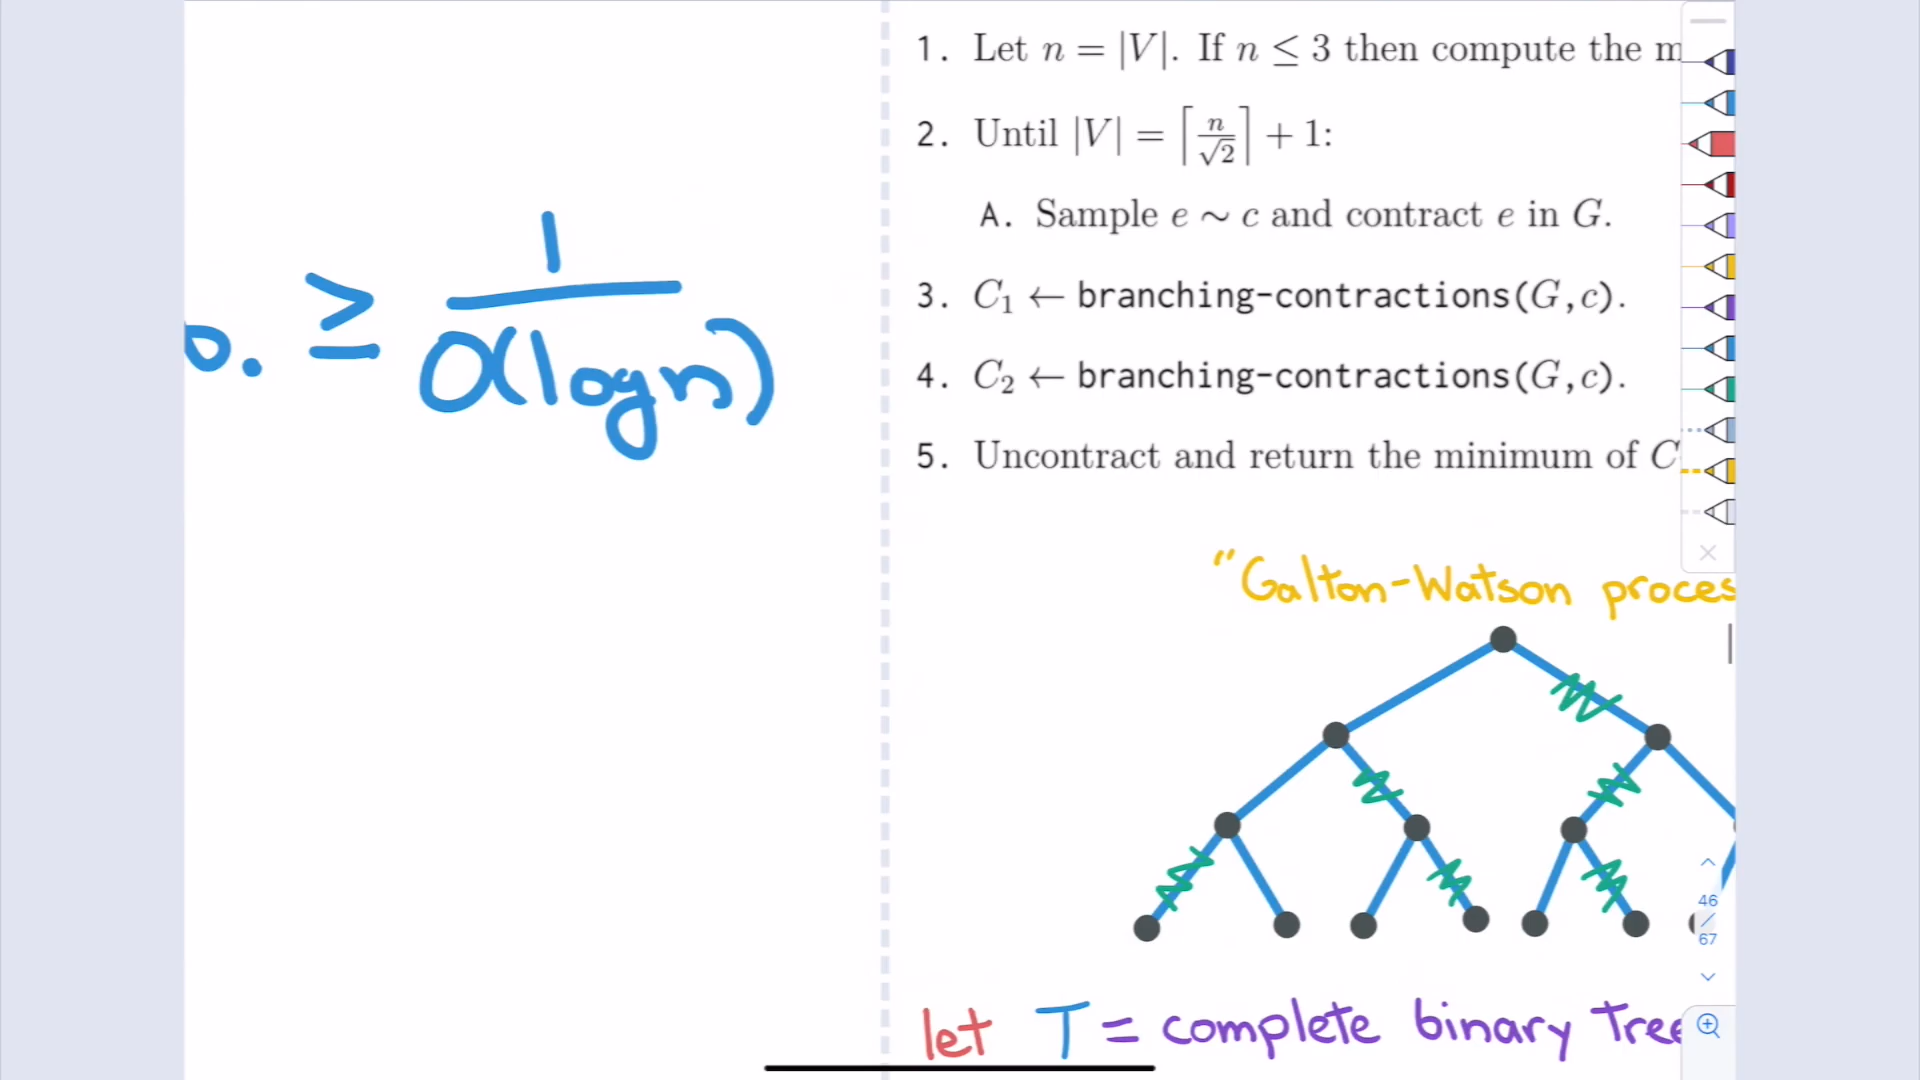 ≥ 1/O(log n)
1. Let n = |V|. If n ≤ 3 then compute the m
2. Until |V| = ⌈n/√2⌉ + 1:
A. Sample e ~ c and contract e in G.
3. C₁ ← branching-contractions(G,c).
4. C₂ ← branching-contractions(G,c).
5. Uncontract and return the minimum of C
"Galton-Watson proces
let T = complete binary tree
46
/
67